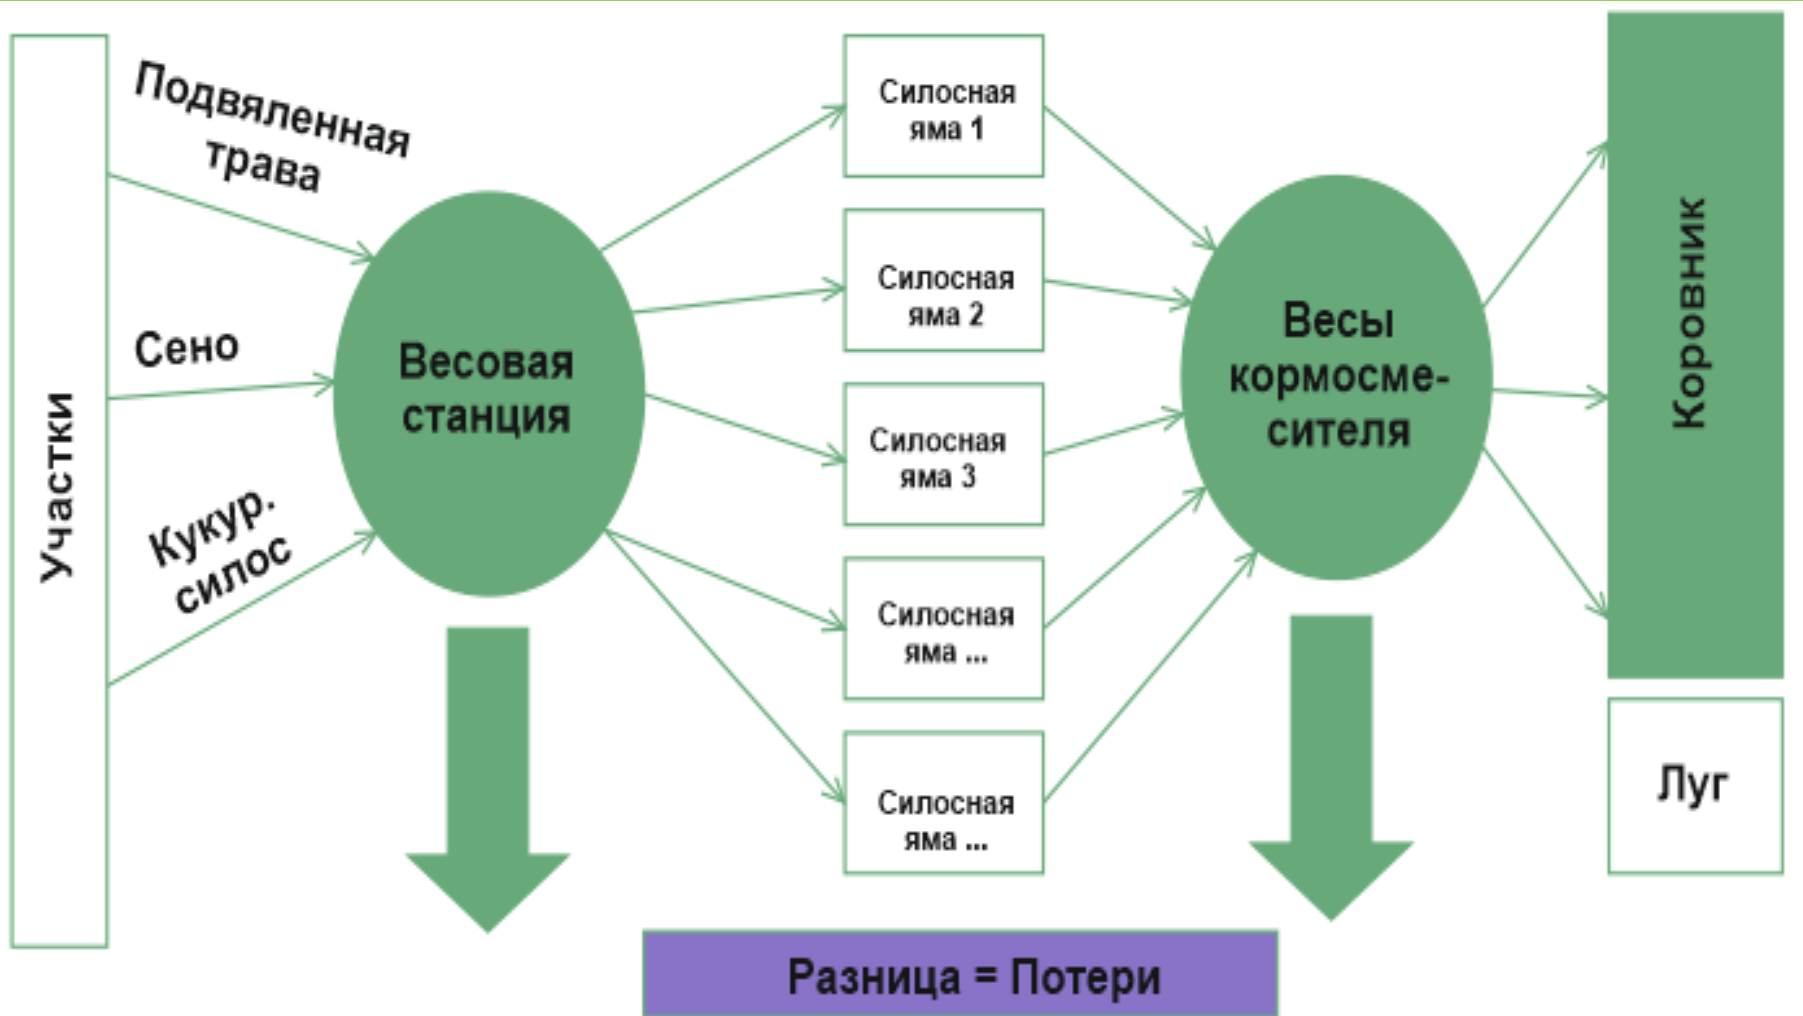 Участки
Подвяленная
трава
Сено
Кукур.
силос
Весовая
станция
Силосная
яма 1
Силосная
яма 2
Силосная
яма 3
Силосная
яма ...
Силосная
яма ...
Весы
кормосме-
сителя
Коровник
Луг
Разница = Потери